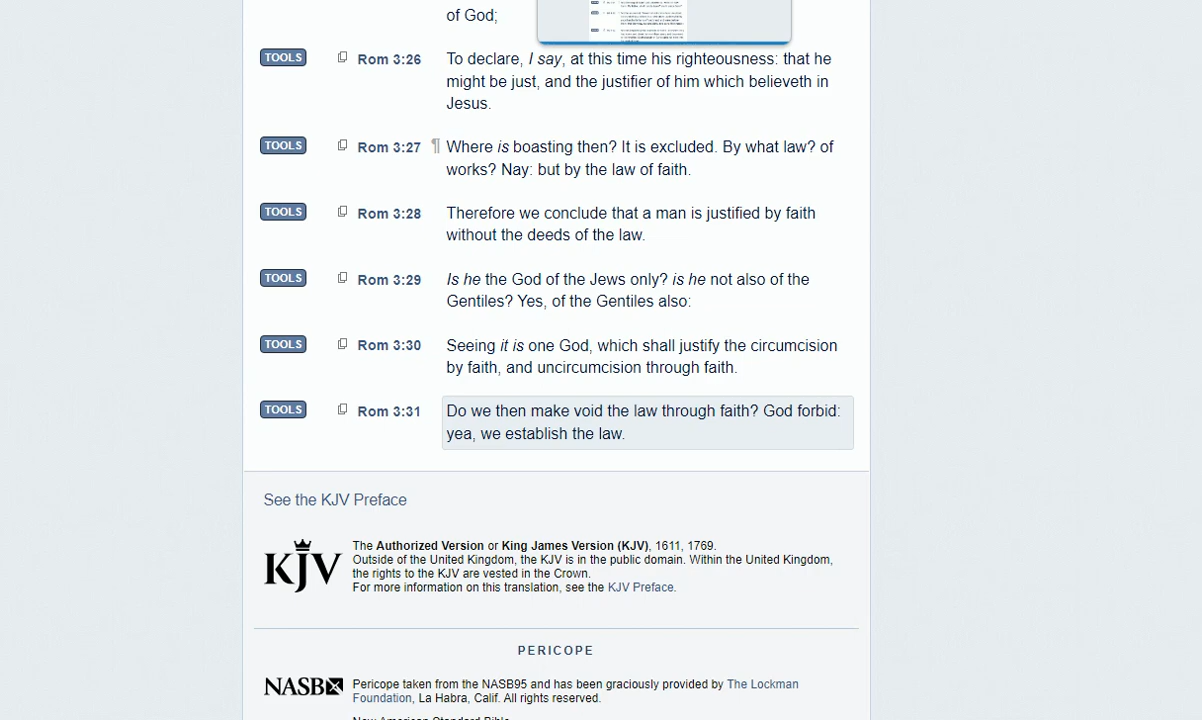 of God;
TOOLS Rom 3:26 To declare, I say, at this time his righteousness: that he
might be just, and the justifier of him which believeth in
Jesus.
TOOLS Rom 3:27 ¶ Where is boasting then? It is excluded. By what law? of
works? Nay: but by the law of faith.
TOOLS Rom 3:28 Therefore we conclude that a man is justified by faith
without the deeds of the law.
TOOLS Rom 3:29 Is he the God of the Jews only? is he not also of the
Gentiles? Yes, of the Gentiles also:
TOOLS Rom 3:30 Seeing it is one God, which shall justify the circumcision
by faith, and uncircumcision through faith.
TOOLS Rom 3:31 Do we then make void the law through faith? God forbid:
yea, we establish the law.
See the KJV Preface
KJV
The Authorized Version or King James Version (KJV), 1611, 1769.
Outside of the United Kingdom, the KJV is in the public domain. Within the United Kingdom,
the rights to the KJV are vested in the Crown.
For more information on this translation, see the KJV Preface.
PERICOPE
NASB Pericope taken from the NASB95 and has been graciously provided by The Lockman
Foundation, La Habra, Calif. All rights reserved.
New American Standard Bible